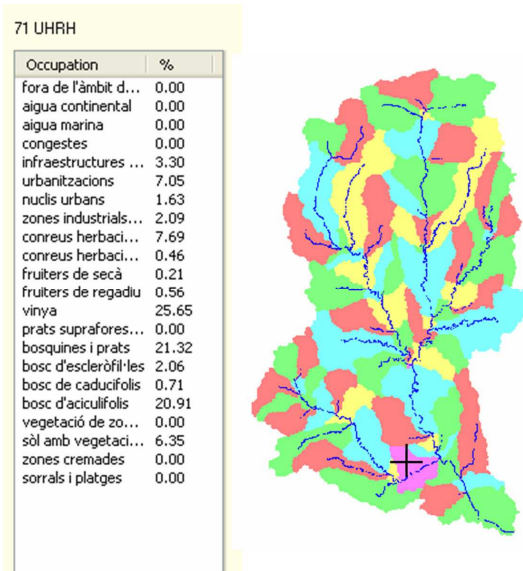 71 UHRH
Occupation %
fora de l'àmbit d... 0.00
aigua continental 0.00
aigua marina 0.00
congestes 0.00
infraestructures ... 3.30
urbanitzacions 7.05
nuclis urbans 1.63
zones industrials... 2.09
conreus herbaci... 7.69
conreus herbaci... 0.46
fruiters de secà 0.21
fruiters de regadiu 0.56
vinya 25.65
prats suprafores... 0.00
bosquines i prats 21.32
bosc d'escleròfil·les 2.06
bosc de caducifolis 0.71
bosc d'aciculifolis 20.91
vegetació de zo... 0.00
sòl amb vegetaci... 6.35
zones cremades 0.00
sorrals i platges 0.00